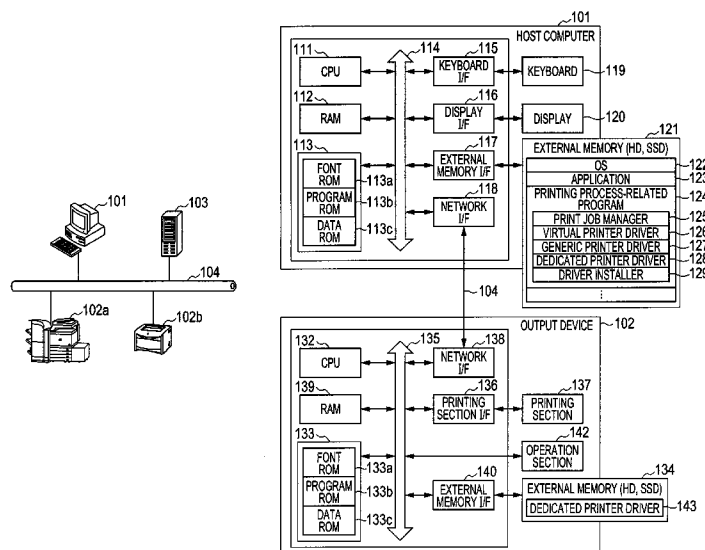 101
103
104
102a
102b
101
HOST COMPUTER
111
CPU
114
115
KEYBOARD
I/F
KEYBOARD
119
112
RAM
116
DISPLAY
I/F
DISPLAY
120
113
FONT
ROM
113a
PROGRAM
ROM
113b
DATA
ROM
113c
117
EXTERNAL
MEMORY I/F
118
NETWORK
I/F
121
EXTERNAL MEMORY (HD, SSD)
OS
122
APPLICATION
123
PRINTING PROCESS-RELATED
PROGRAM
124
PRINT JOB MANAGER
125
VIRTUAL PRINTER DRIVER
126
GENERIC PRINTER DRIVER
127
DEDICATED PRINTER DRIVER
128
DRIVER INSTALLER
129
104
OUTPUT DEVICE
102
132
CPU
135
138
NETWORK
I/F
139
RAM
136
PRINTING
SECTION I/F
137
PRINTING
SECTION
133
FONT
ROM
133a
PROGRAM
ROM
133b
DATA
ROM
133c
142
OPERATION
SECTION
140
EXTERNAL
MEMORY I/F
134
EXTERNAL MEMORY (HD, SSD)
DEDICATED PRINTER DRIVER
143